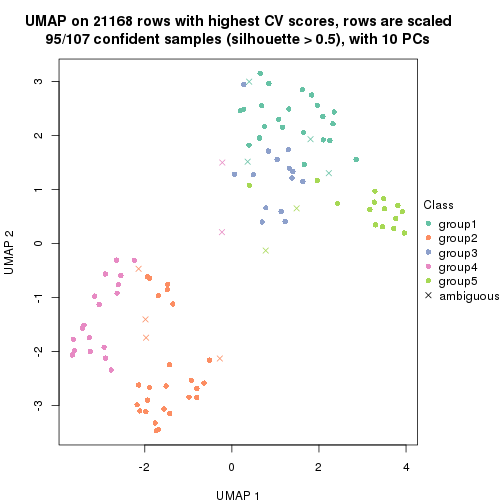 UMAP on 21168 rows with highest CV scores, rows are scaled
95/107 confident samples (silhouette > 0.5), with 10 PCs
UMAP 2
3
2
1
0
-1
-2
-3
-2
0
2
4
UMAP 1
Class
group1
group2
group3
group4
group5
ambiguous